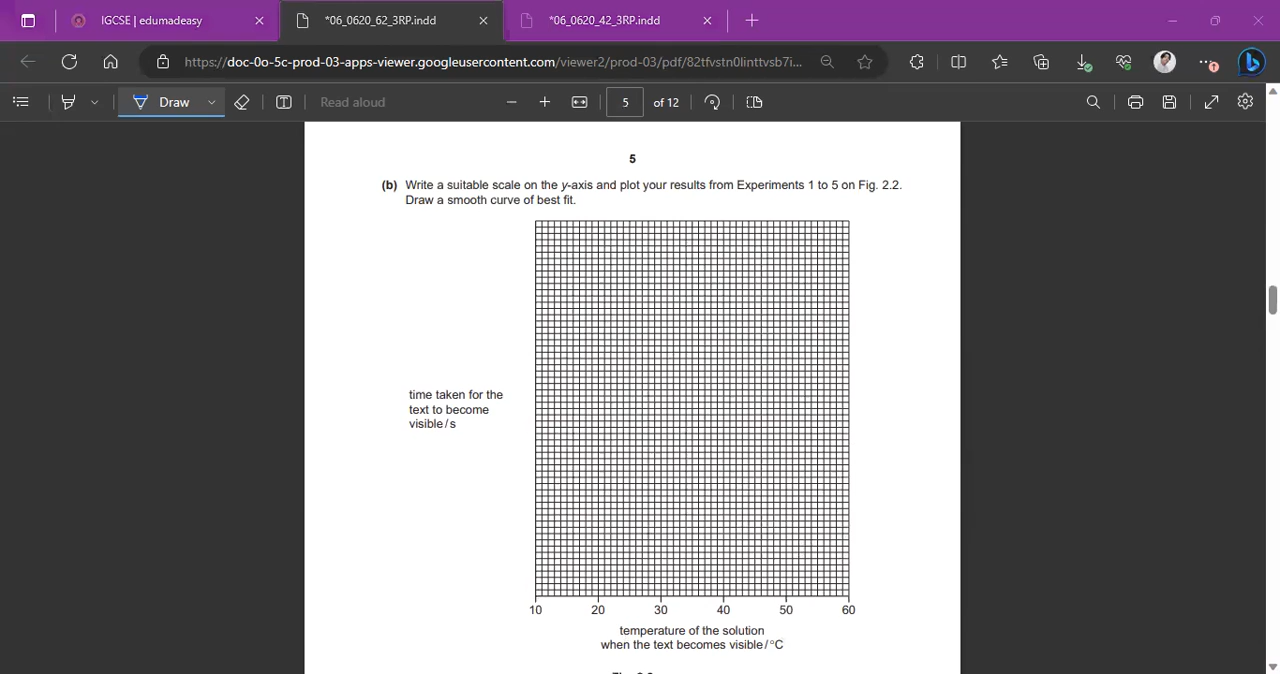 IGCSE | edumadeasy
*06_0620_62_3RP.indd
*06_0620_42_3RP.indd
https://doc-0o-5c-prod-03-apps-viewer.googleusercontent.com/viewer2/prod-03/pdf/82tfvstn0linttvsb7i...
Draw
Read aloud
5
of 12
5
(b) Write a suitable scale on the y-axis and plot your results from Experiments 1 to 5 on Fig. 2.2.
Draw a smooth curve of best fit.
time taken for the
text to become
visible / s
10 20 30 40 50 60
temperature of the solution
when the text becomes visible / °C